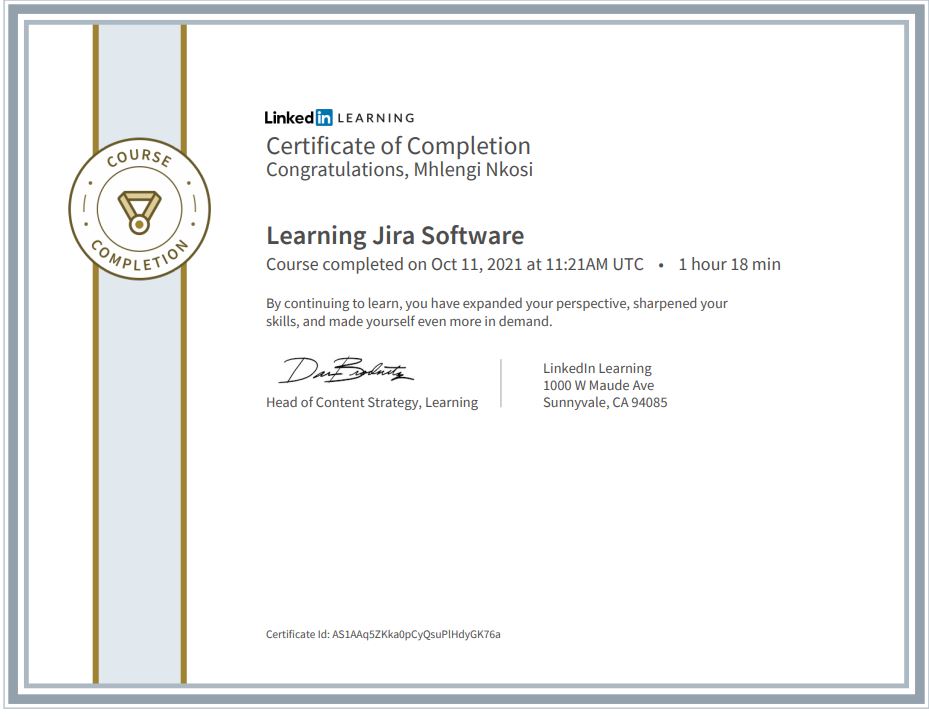 COURSE
COMPLETION
Linked in LEARNING
Certificate of Completion
Congratulations, Mhlengi Nkosi
Learning Jira Software
Course completed on Oct 11, 2021 at 11:21AM UTC • 1 hour 18 min
By continuing to learn, you have expanded your perspective, sharpened your
skills, and made yourself even more in demand.
Head of Content Strategy, Learning
LinkedIn Learning
1000 W Maude Ave
Sunnyvale, CA 94085
Certificate Id: AS1AAq5ZKka0pCyQsuPlHdyGK76a